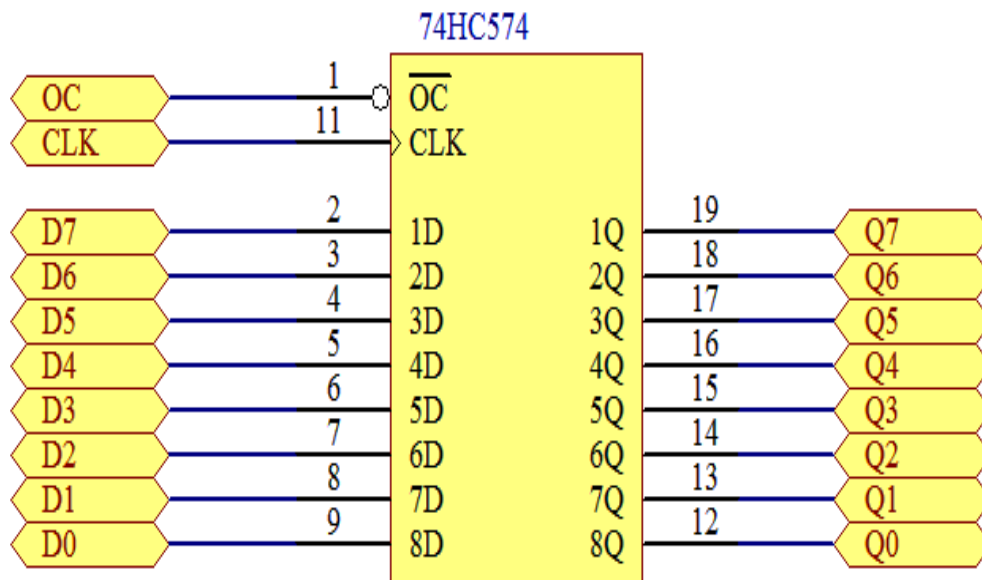 74HC574
OC 1 OC
CLK 11 CLK
D7 2 1D 1Q 19 Q7
D6 3 2D 2Q 18 Q6
D5 4 3D 3Q 17 Q5
D4 5 4D 4Q 16 Q4
D3 6 5D 5Q 15 Q3
D2 7 6D 6Q 14 Q2
D1 8 7D 7Q 13 Q1
D0 9 8D 8Q 12 Q0